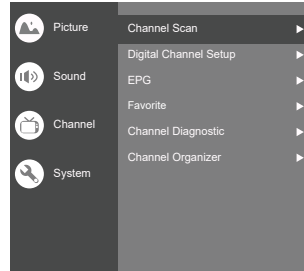 Picture
Sound
Channel
System
Channel Scan
Digital Channel Setup
EPG
Favorite
Channel Diagnostic
Channel Organizer